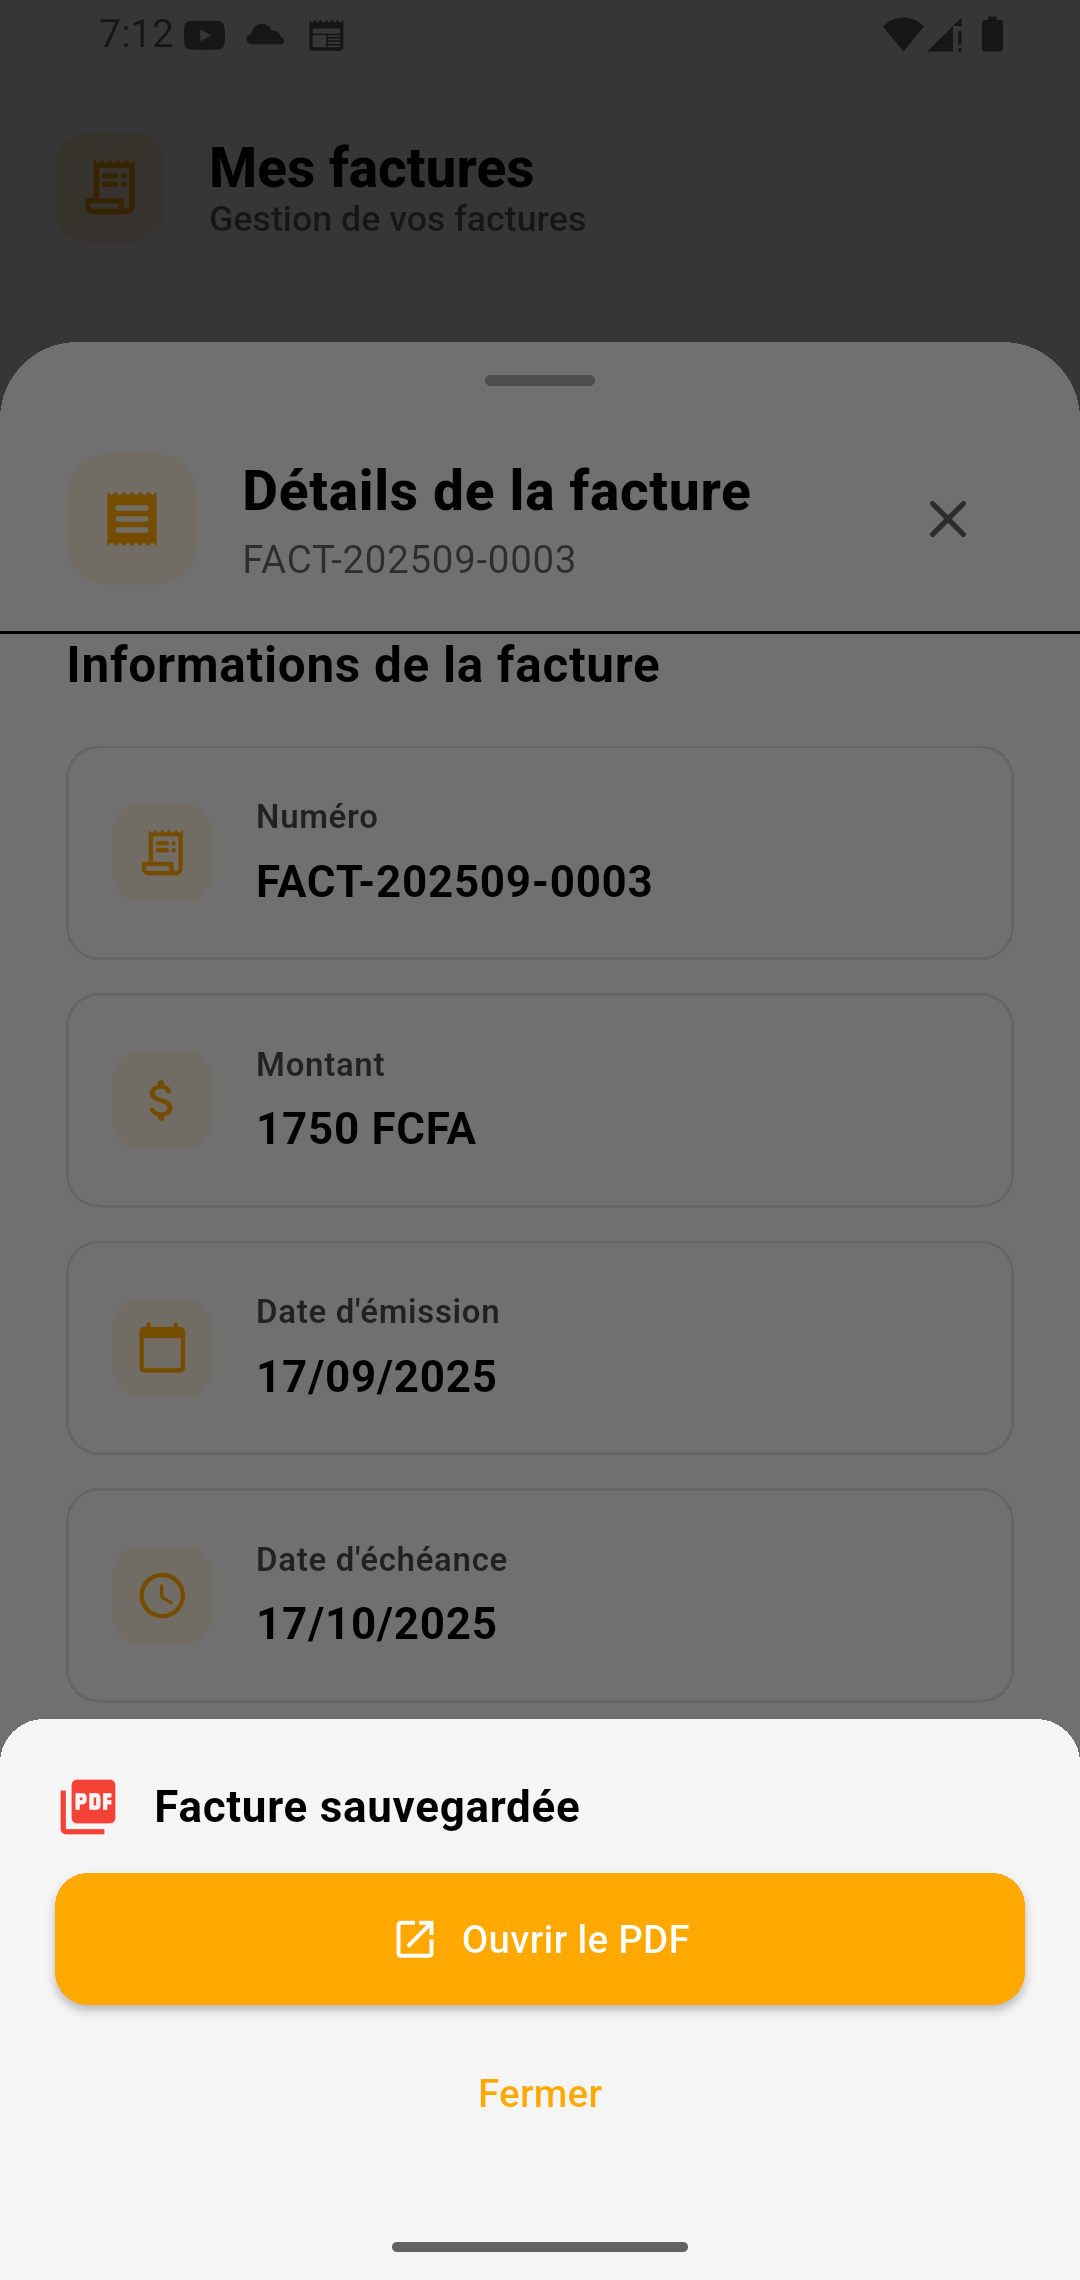 7:12
Mes factures
Gestion de vos factures
Détails de la facture
FACT-202509-0003
Informations de la facture
Numéro
FACT-202509-0003
Montant
1750 FCFA
Date d'émission
17/09/2025
Date d'échéance
17/10/2025
PDF
Facture sauvegardée
Ouvrir le PDF
Fermer